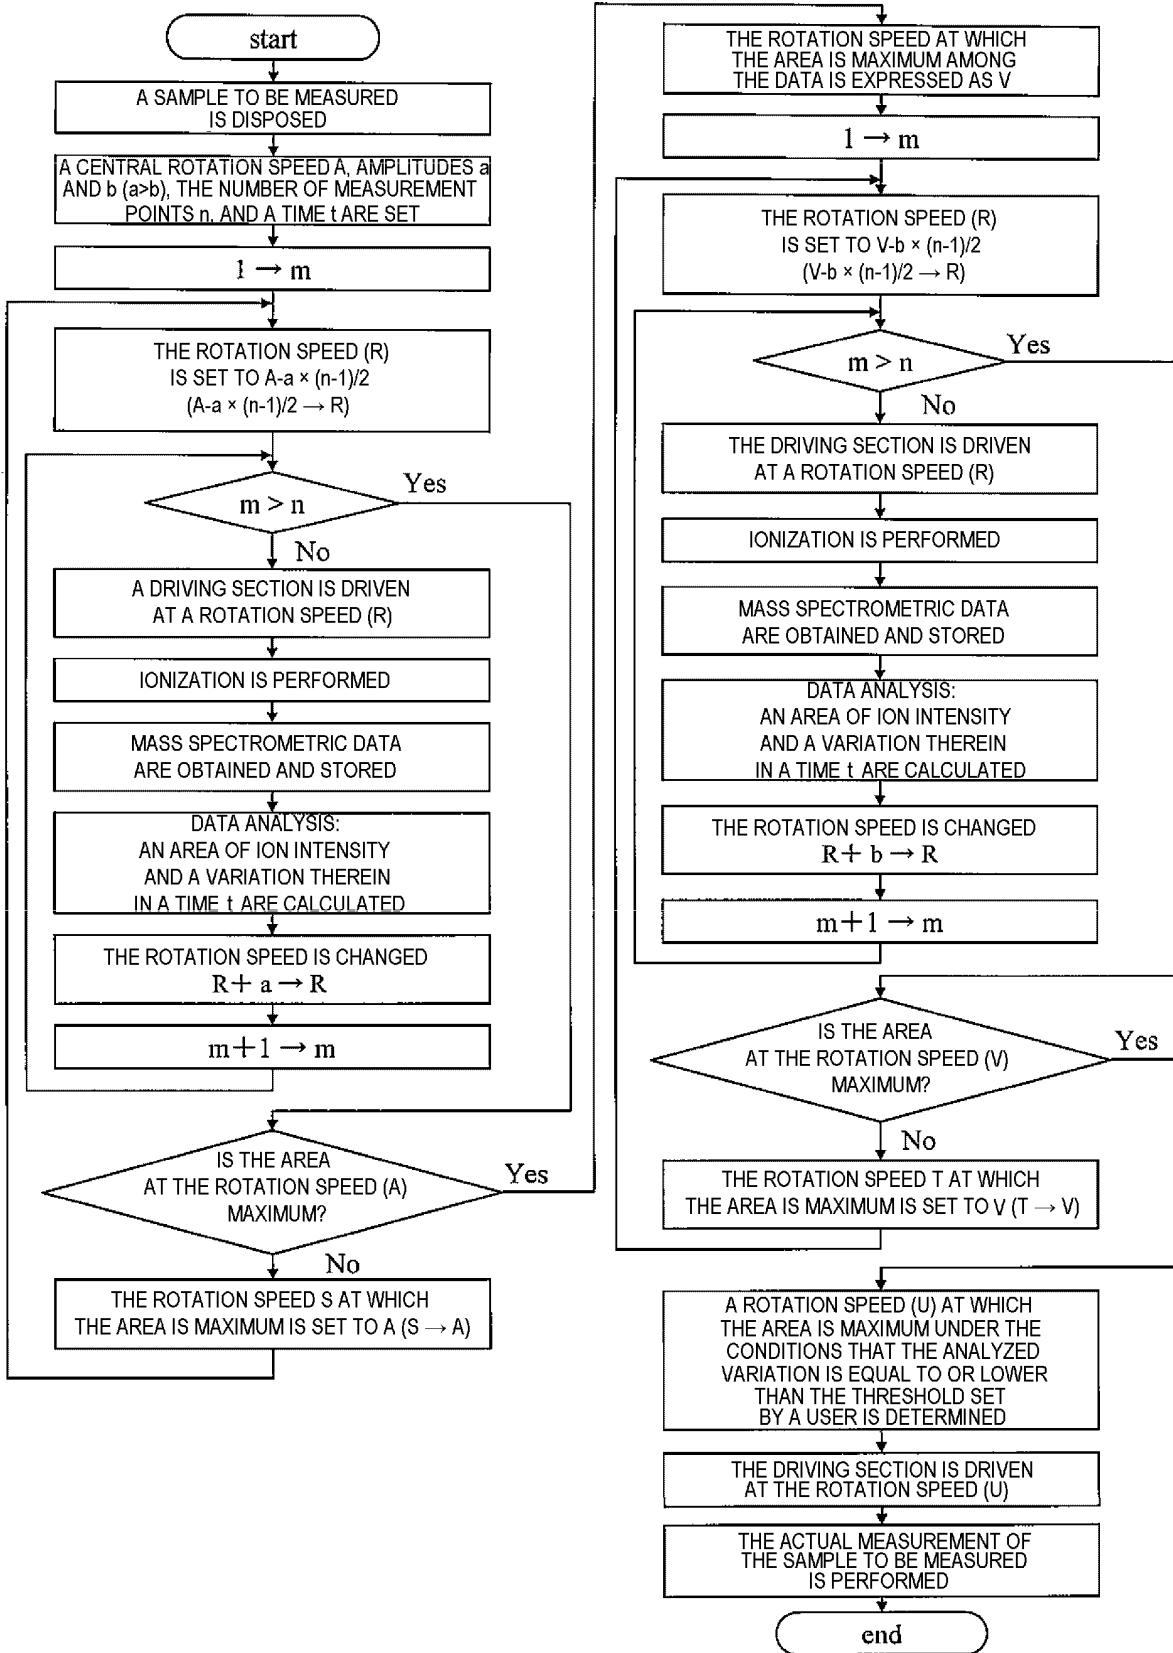 start
A SAMPLE TO BE MEASURED
IS DISPOSED
A CENTRAL ROTATION SPEED A, AMPLITUDES a
AND b (a>b), THE NUMBER OF MEASUREMENT
POINTS n, AND A TIME t ARE SET
1 → m
THE ROTATION SPEED (R)
IS SET TO A-a × (n-1)/2
(A-a × (n-1)/2 → R)
m > n
Yes
No
A DRIVING SECTION IS DRIVEN
AT A ROTATION SPEED (R)
IONIZATION IS PERFORMED
MASS SPECTROMETRIC DATA
ARE OBTAINED AND STORED
DATA ANALYSIS:
AN AREA OF ION INTENSITY
AND A VARIATION THEREIN
IN A TIME t ARE CALCULATED
THE ROTATION SPEED IS CHANGED
R+ a → R
m+1 → m
IS THE AREA
AT THE ROTATION SPEED (A)
MAXIMUM?
Yes
No
THE ROTATION SPEED S AT WHICH
THE AREA IS MAXIMUM IS SET TO A (S → A)
THE ROTATION SPEED AT WHICH
THE AREA IS MAXIMUM AMONG
THE DATA IS EXPRESSED AS V
1 → m
THE ROTATION SPEED (R)
IS SET TO V-b × (n-1)/2
(V-b × (n-1)/2 → R)
m > n
Yes
No
THE DRIVING SECTION IS DRIVEN
AT A ROTATION SPEED (R)
IONIZATION IS PERFORMED
MASS SPECTROMETRIC DATA
ARE OBTAINED AND STORED
DATA ANALYSIS:
AN AREA OF ION INTENSITY
AND A VARIATION THEREIN
IN A TIME t ARE CALCULATED
THE ROTATION SPEED IS CHANGED
R+ b → R
m+1 → m
IS THE AREA
AT THE ROTATION SPEED (V)
MAXIMUM?
Yes
No
THE ROTATION SPEED T AT WHICH
THE AREA IS MAXIMUM IS SET TO V (T → V)
A ROTATION SPEED (U) AT WHICH
THE AREA IS MAXIMUM UNDER THE
CONDITIONS THAT THE ANALYZED
VARIATION IS EQUAL TO OR LOWER
THAN THE THRESHOLD SET
BY A USER IS DETERMINED
THE DRIVING SECTION IS DRIVEN
AT THE ROTATION SPEED (U)
THE ACTUAL MEASUREMENT OF
THE SAMPLE TO BE MEASURED
IS PERFORMED
end